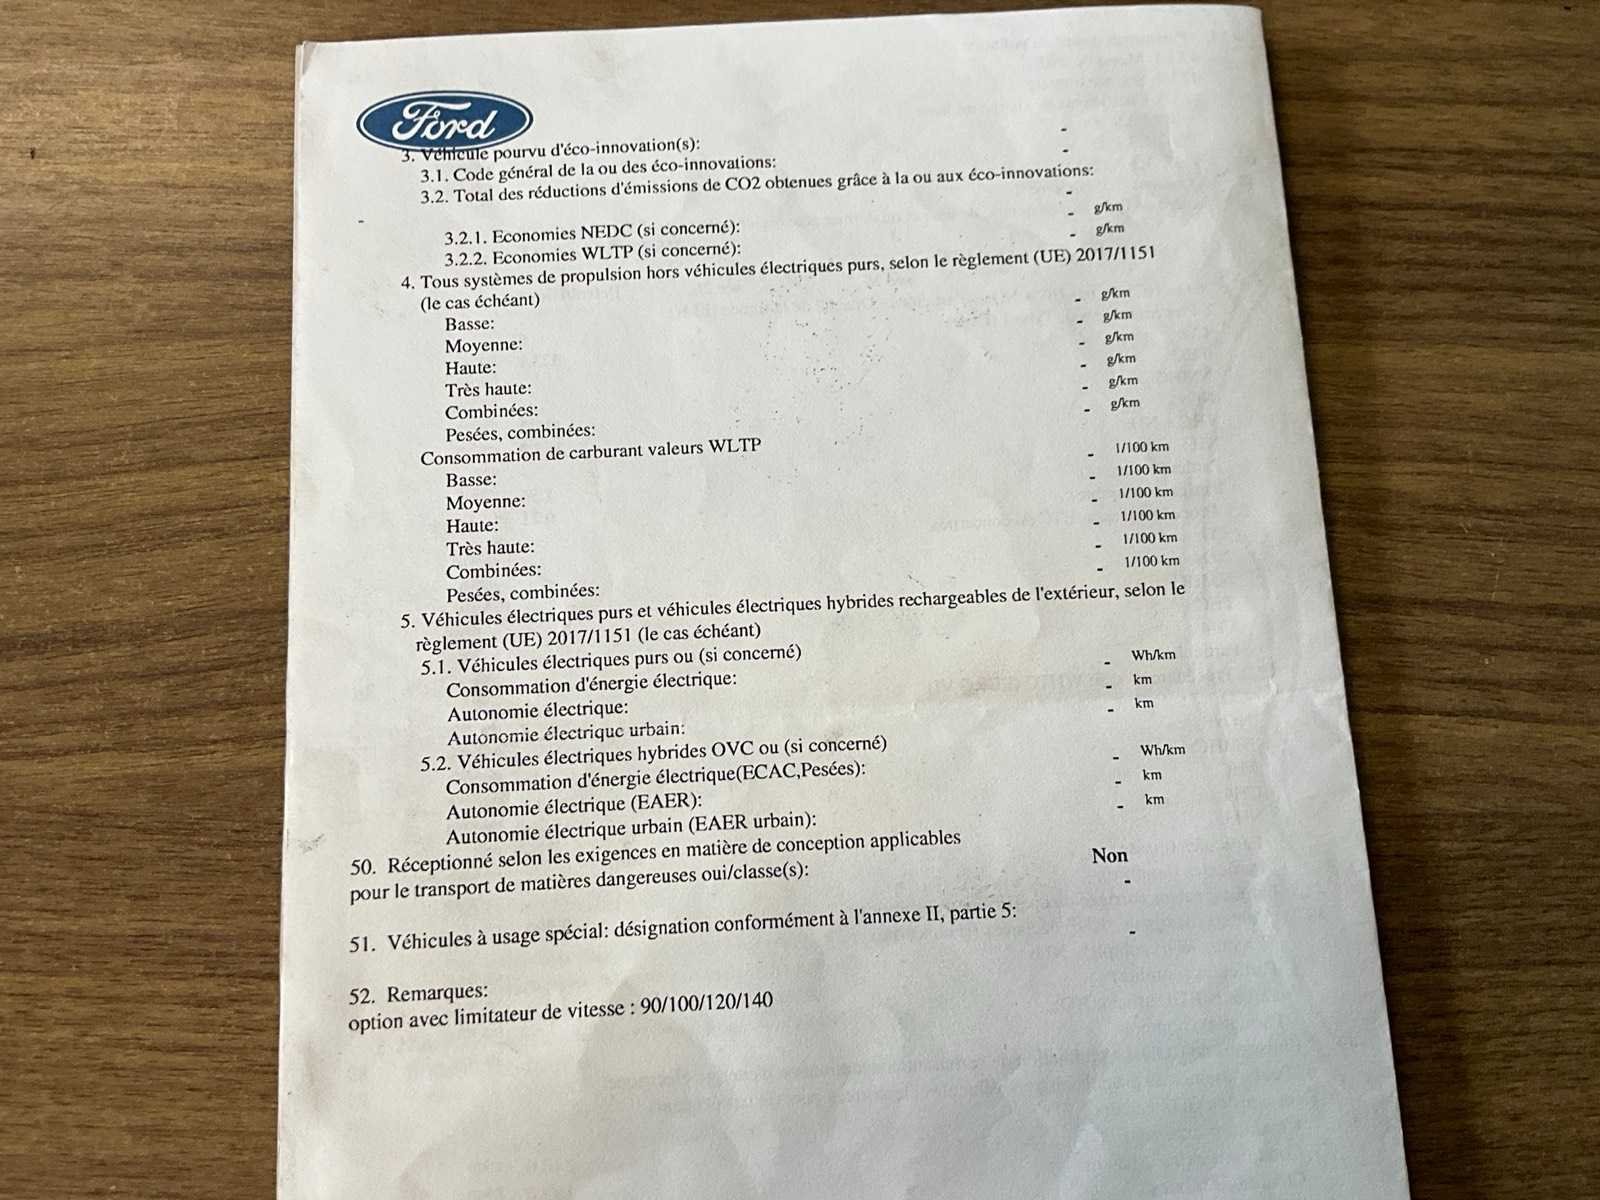 Ford
3. Véhicule pourvu d'éco-innovation(s): -
3.1. Code général de la ou des éco-innovations: -
3.2. Total des réductions d'émissions de CO2 obtenues grâce à la ou aux éco-innovations:
- -
3.2.1. Economies NEDC (si concerné): - g/km
3.2.2. Economies WLTP (si concerné): - g/km
4. Tous systèmes de propulsion hors véhicules électriques purs, selon le règlement (UE) 2017/1151
(le cas échéant)
Basse: - g/km
Moyenne: - g/km
Haute: - g/km
Très haute: - g/km
Combinées: - g/km
Pesées, combinées: - g/km
Consommation de carburant valeurs WLTP
Basse: - 1/100 km
Moyenne: - 1/100 km
Haute: - 1/100 km
Très haute: - 1/100 km
Combinées: - 1/100 km
Pesées, combinées: - 1/100 km
5. Véhicules électriques purs et véhicules électriques hybrides rechargeables de l'extérieur, selon le
règlement (UE) 2017/1151 (le cas échéant)
5.1. Véhicules électriques purs ou (si concerné)
Consommation d'énergie électrique: - Wh/km
Autonomie électrique: - km
Autonomie électrique urbain: - km
5.2. Véhicules électriques hybrides OVC ou (si concerné)
Consommation d'énergie électrique(ECAC,Pesées): - Wh/km
Autonomie électrique (EAER): - km
Autonomie électrique urbain (EAER urbain): - km
50. Réceptionné selon les exigences en matière de conception applicables
pour le transport de matières dangereuses oui/classe(s): Non
-
51. Véhicules à usage spécial: désignation conformément à l'annexe II, partie 5: -
52. Remarques:
option avec limitateur de vitesse : 90/100/120/140